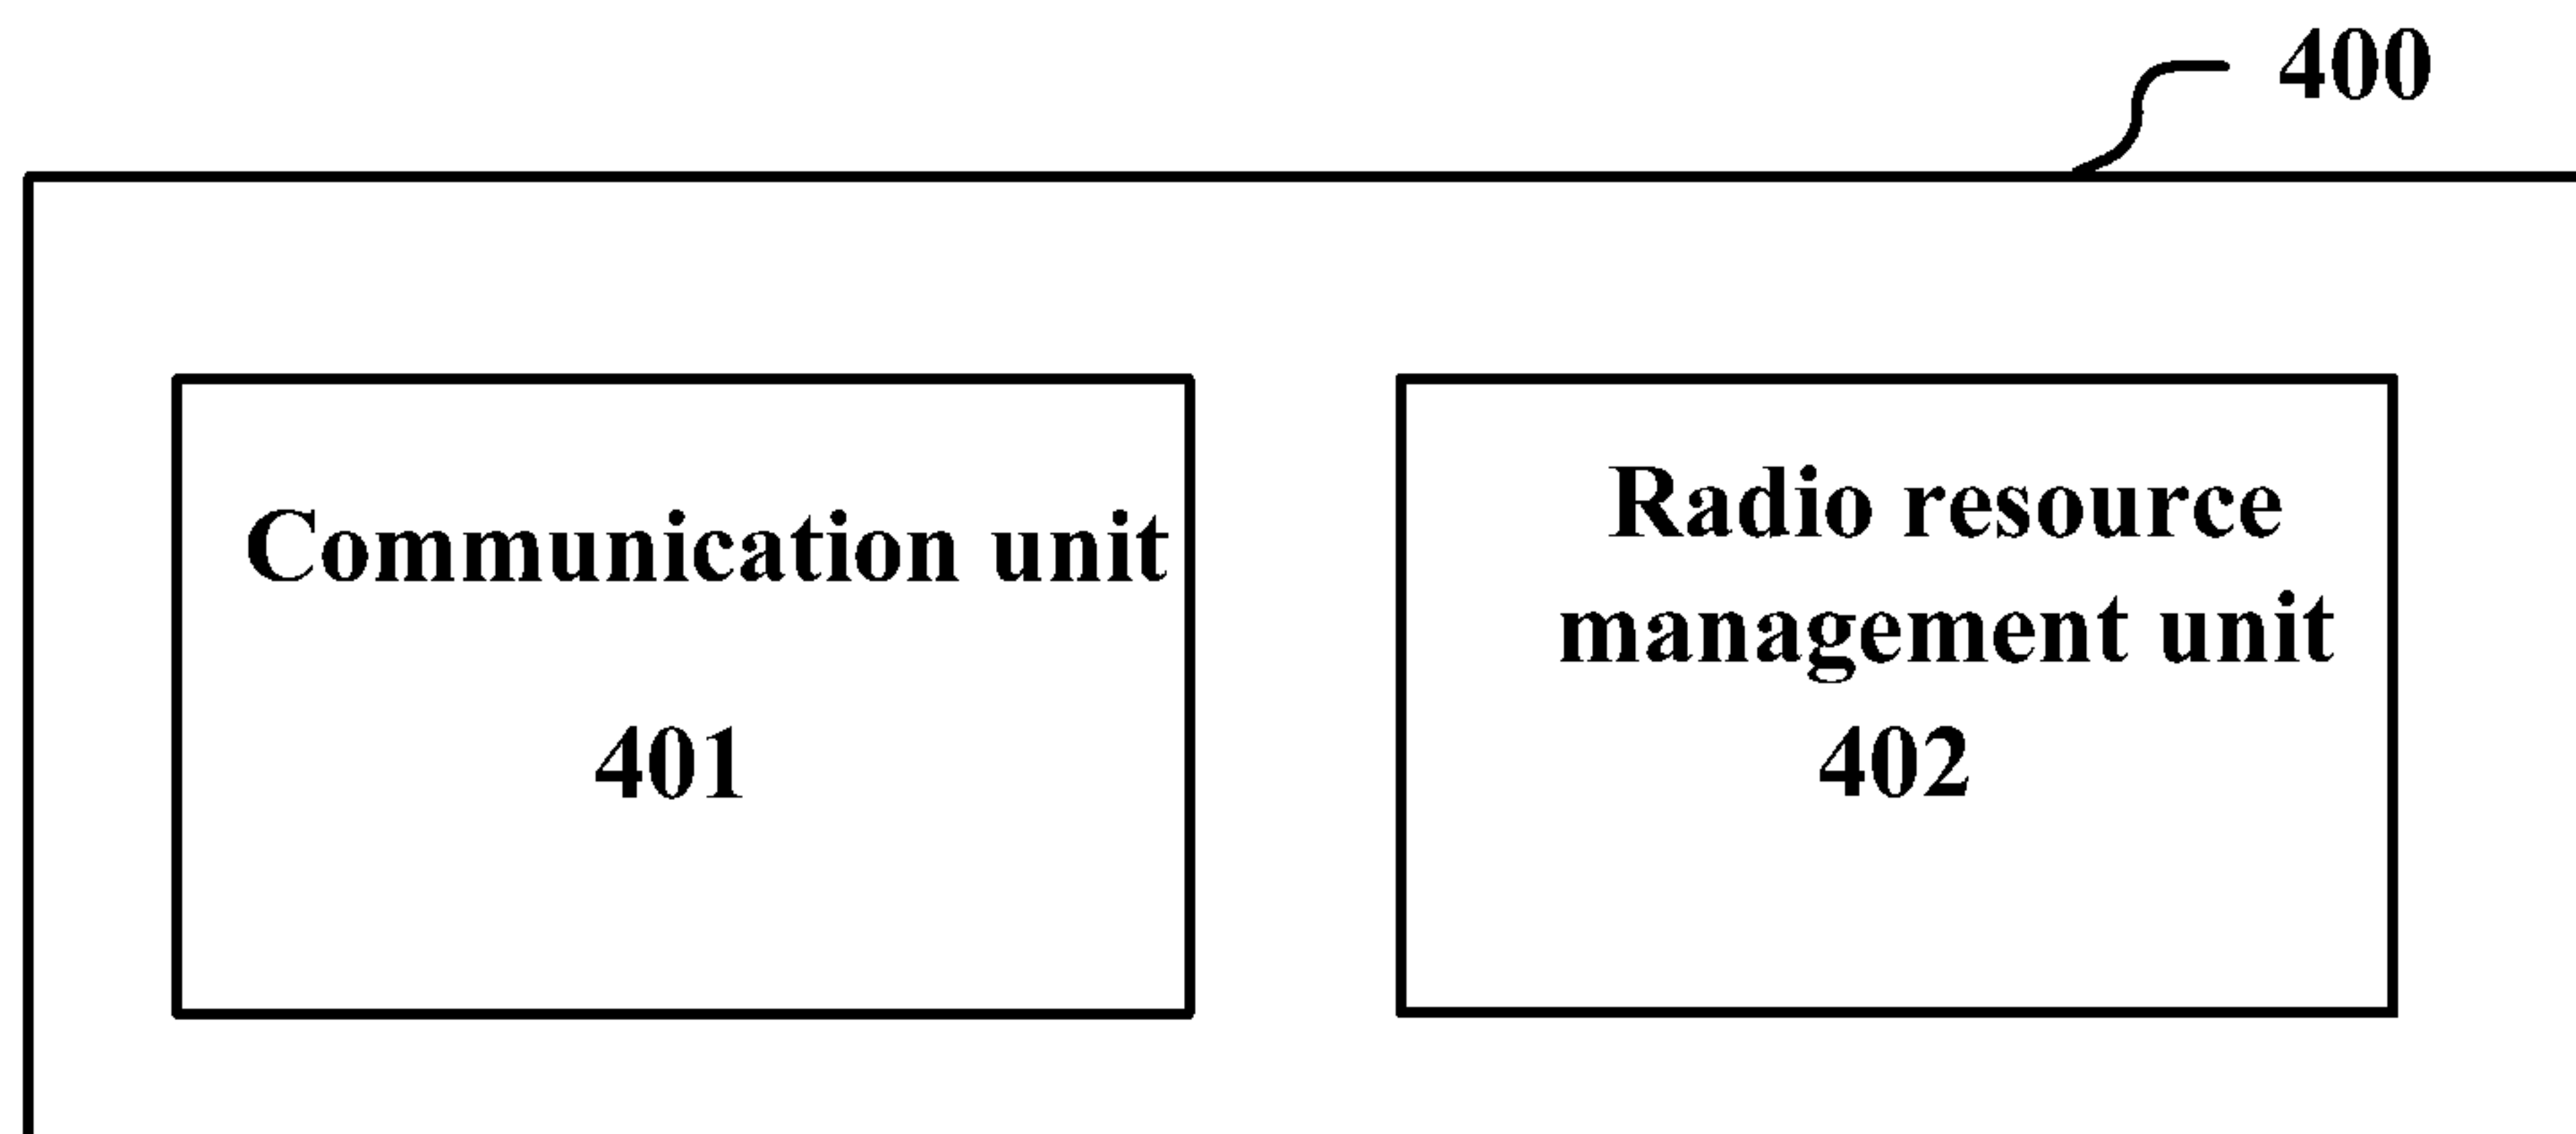 400
Communication unit
401
Radio resource
management unit
402